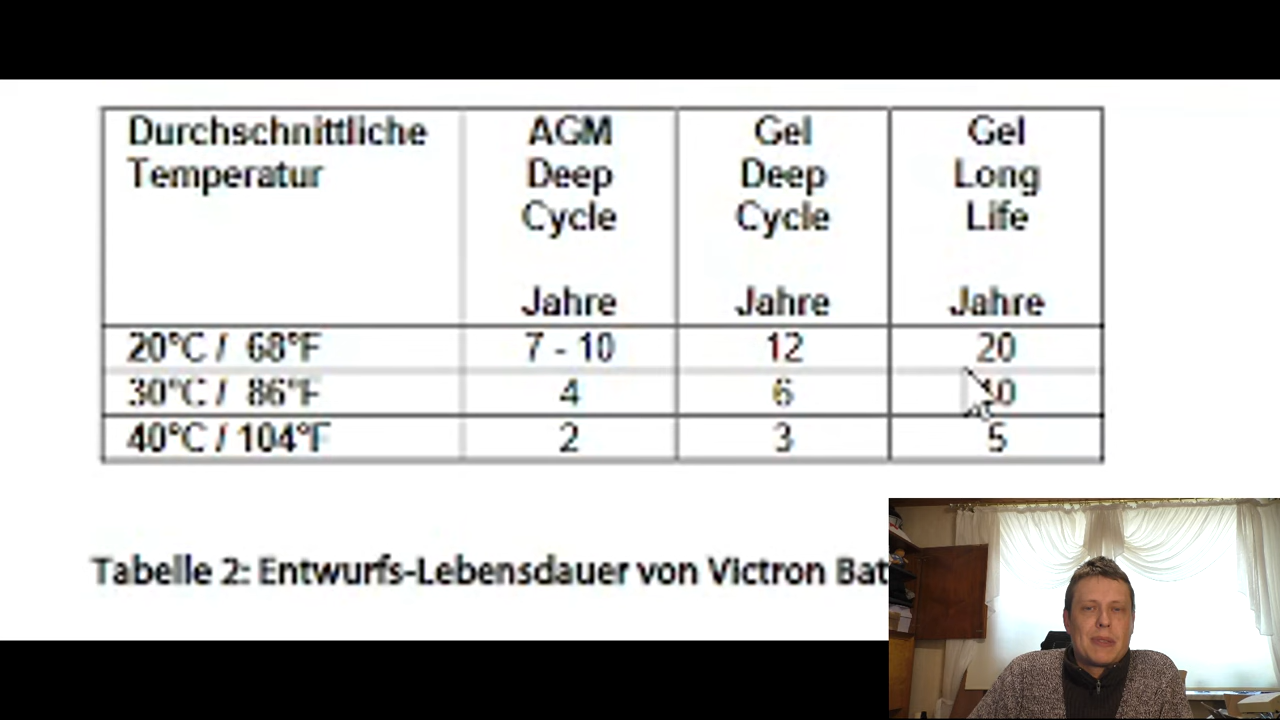 Durchschnittliche Temperatur
AGM Deep Cycle Jahre
Gel Deep Cycle Jahre
Gel Long Life Jahre
20°C / 68°F 7 - 10 12 20
30°C / 86°F 4 6 10
40°C / 104°F 2 3 5
Tabelle 2: Entwurfs-Lebensdauer von Victron Bat